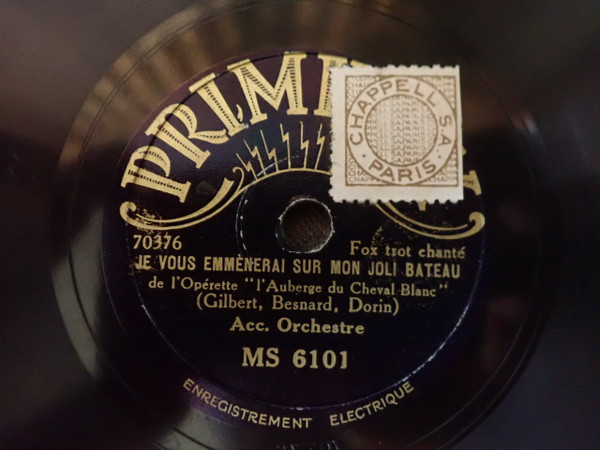 CHAPPELL S.A.
PARIS
70376
Fox trot chanté
JE VOUS EMMÈNERAI SUR MON JOLI BATEAU
de l'Opérette "l'Auberge du Cheval Blanc"
(Gilbert, Besnard, Dorin)
Acc. Orchestre
MS 6101
ENREGISTREMENT ELECTRIQUE